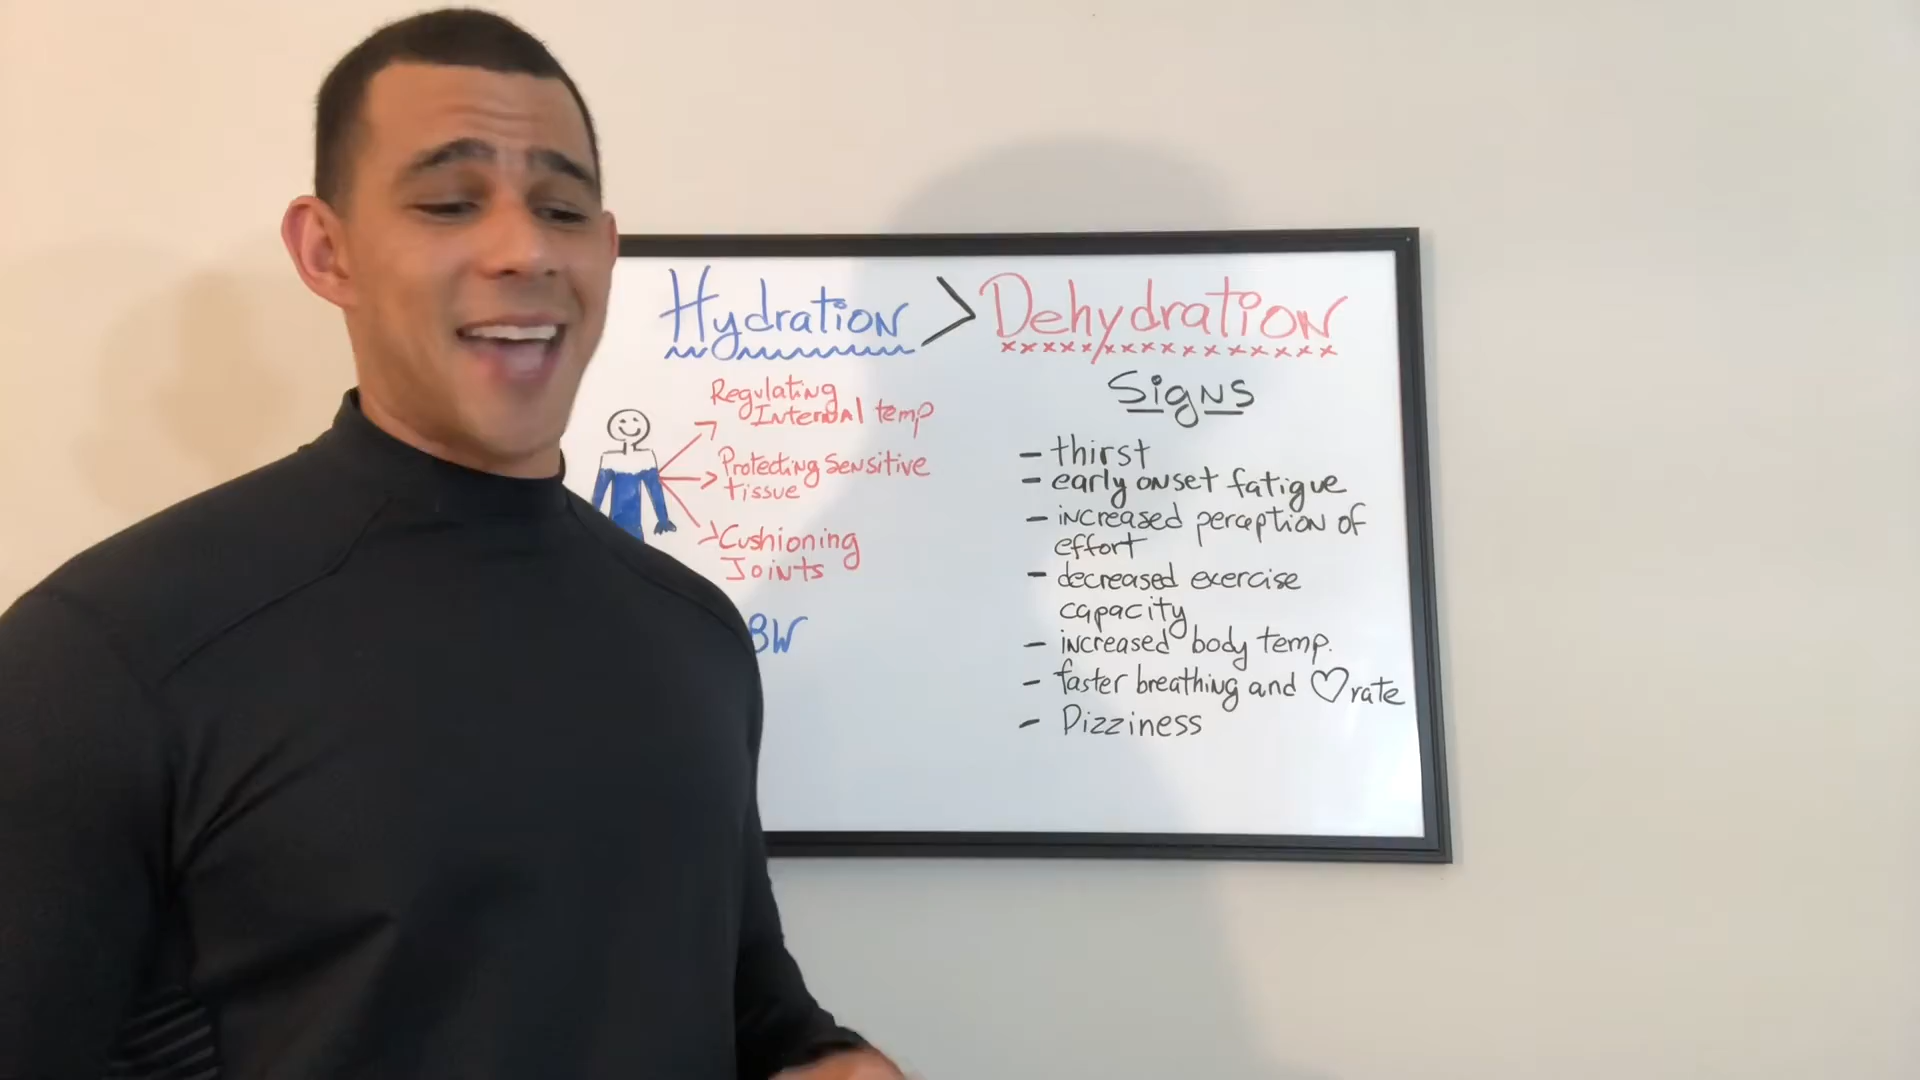 Hydration > Dehydration
Regulating
Internal temp
Protecting Sensitive
tissue
Cushioning
Joints
BW
Signs
- thirst
- early onset fatigue
- increased perception of
effort
- decreased exercise
capacity
- increased body temp.
- faster breathing and ♡rate
- Dizziness